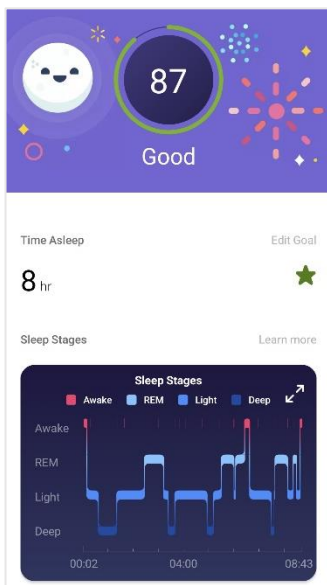 87
Good
Time Asleep Edit Goal
8 hr
Sleep Stages Learn more
Sleep Stages
Awake REM Light Deep
Awake
REM
Light
Deep
00:02 04:00 08:43